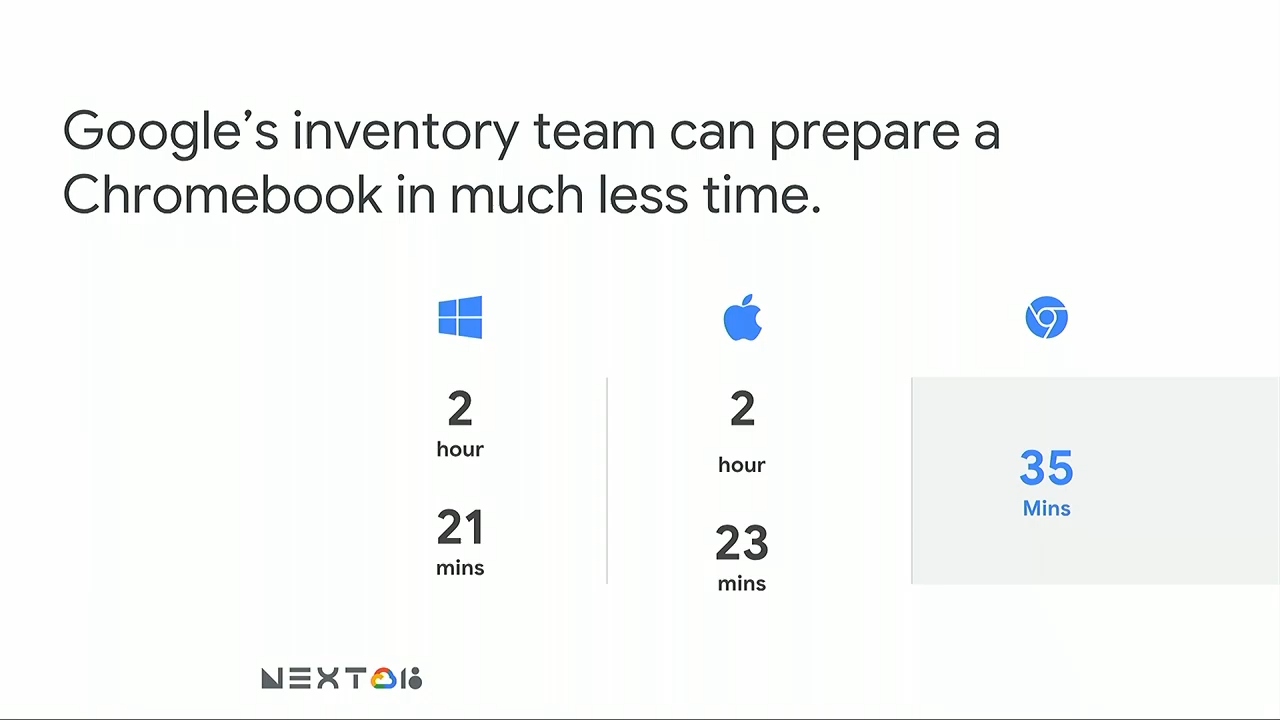 Google’s inventory team can prepare a
Chromebook in much less time.
2
hour
21
mins
2
hour
23
mins
35
Mins
NEXT 18